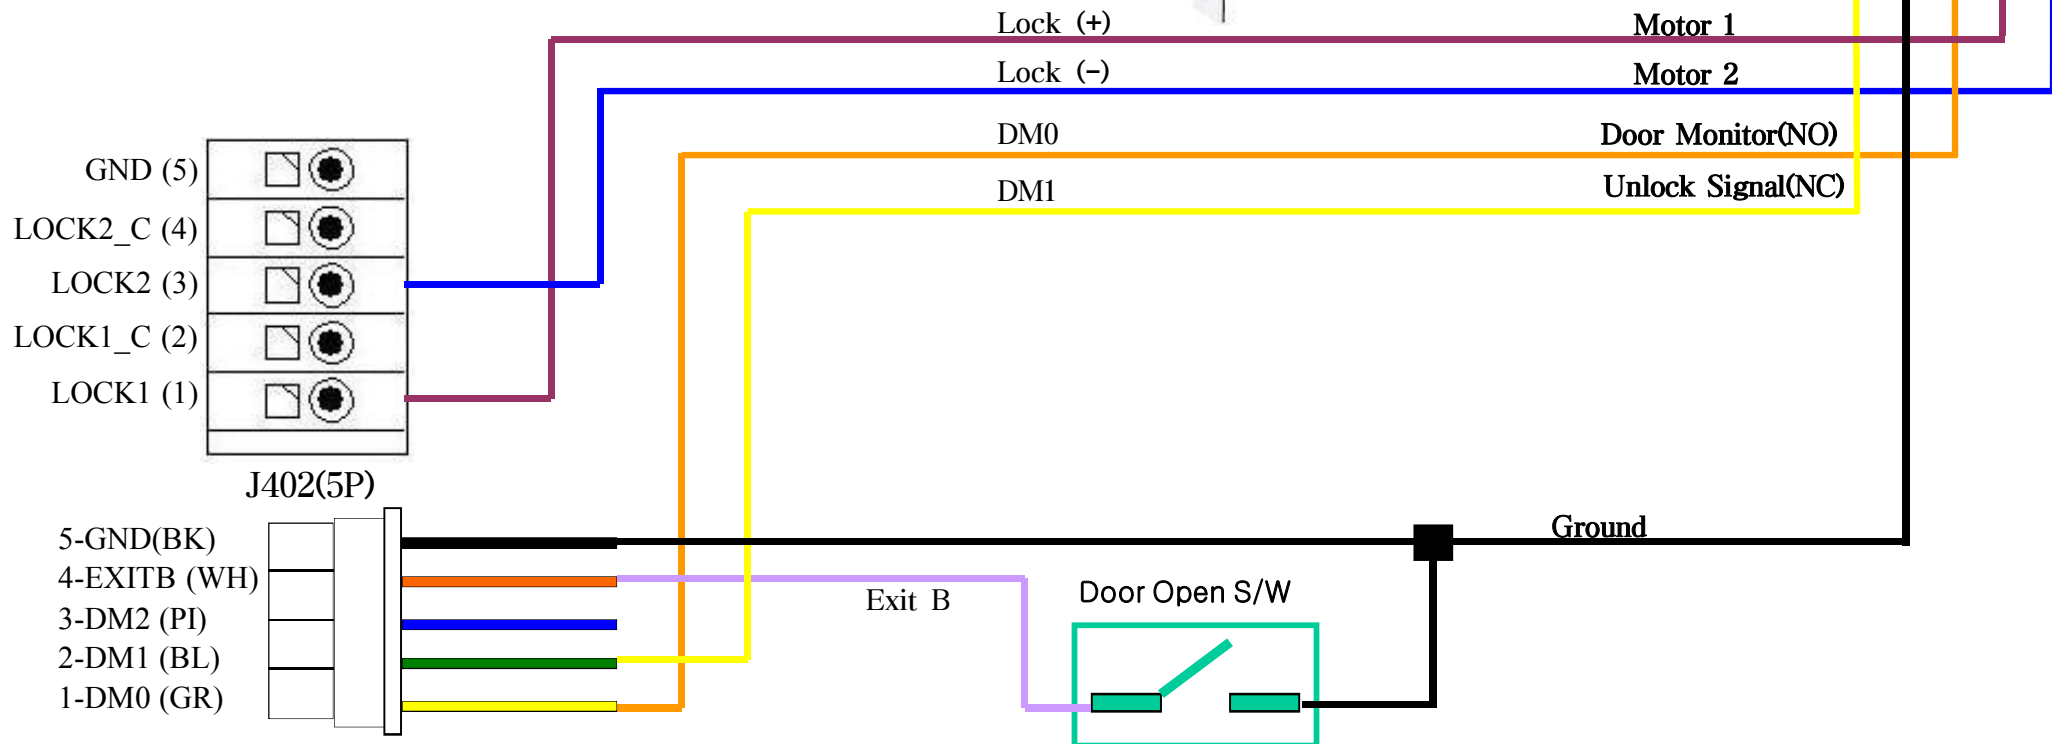 Lock (+)
Motor 1
Lock (-)
Motor 2
DM0
Door Monitor(NO)
GND (5)
DM1
Unlock Signal(NC)
LOCK2_C (4)
LOCK2 (3)
LOCK1_C (2)
LOCK1 (1)
J402(5P)
5-GND(BK)
Ground
4-EXITB (WH)
Exit B
Door Open S/W
3-DM2 (PI)
2-DM1 (BL)
1-DM0 (GR)